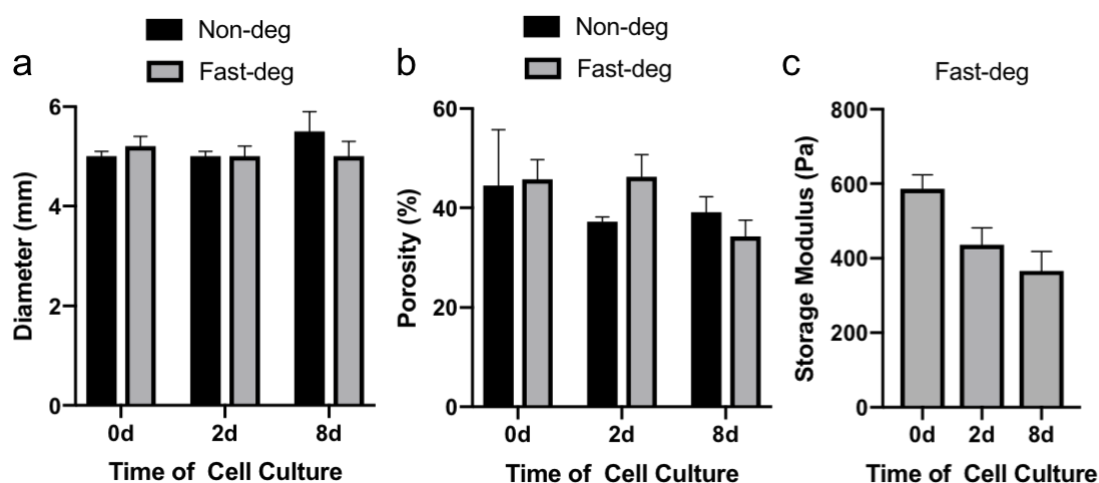 a
Non-deg
Fast-deg
Diameter (mm)
6
4
2
0
0d 2d 8d
Time of Cell Culture
b
Non-deg
Fast-deg
Porosity (%)
60
40
20
0
0d 2d 8d
Time of Cell Culture
c
Fast-deg
Storage Modulus (Pa)
800
600
400
200
0
0d 2d 8d
Time of Cell Culture